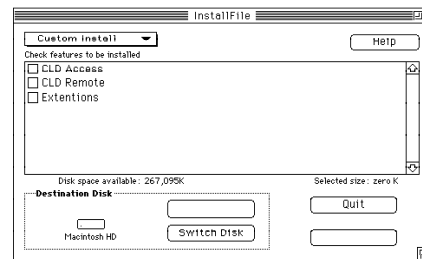 InstallFile
Custom Install
Help
Check features to be installed
CLD Access
CLD Remote
Extentions
Disk space available: 267,095K
Selected size: zero K
Destination Disk
Quit
Macintosh HD
Switch Disk